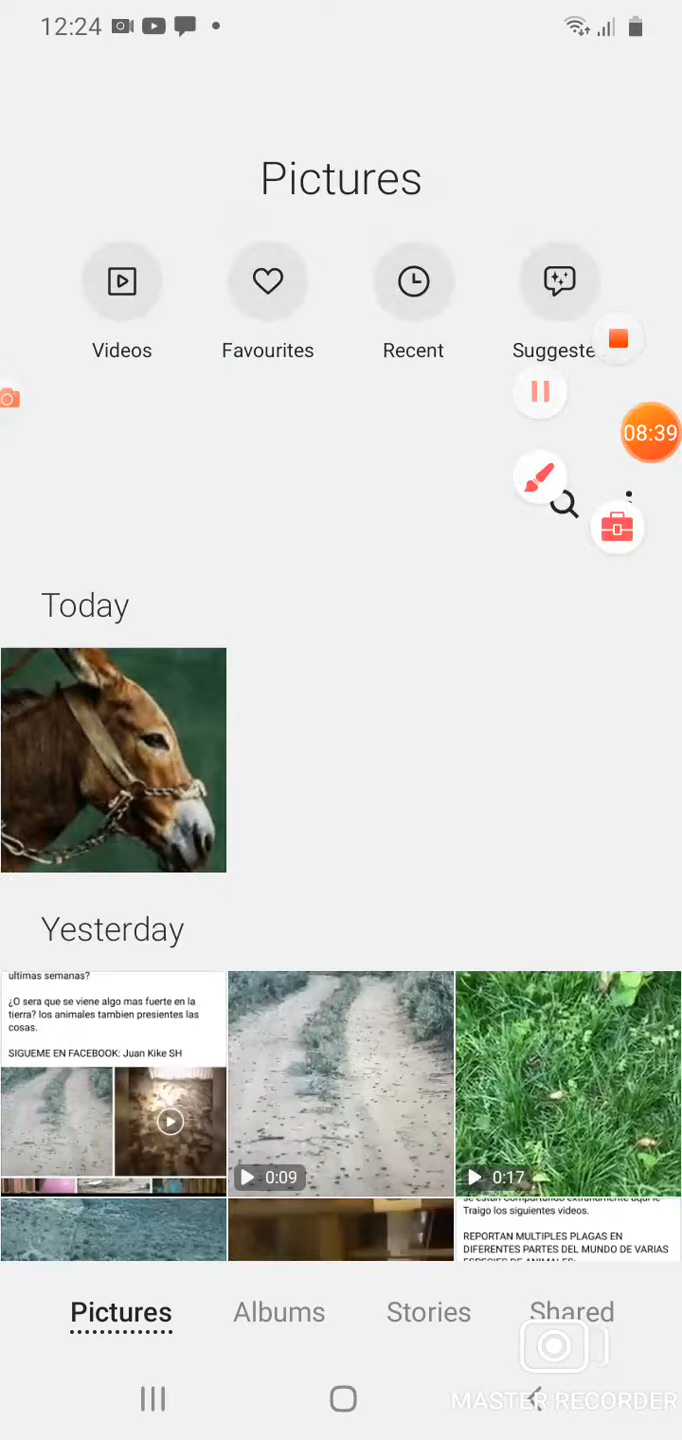 12:24
Pictures
Videos
Favourites
Recent
Suggeste
08:39
Today
Yesterday
ultimas semanas?
¿O sera que se viene algo mas fuerte en la
tierra? los animales tambien presientes las
cosas.
SIGUEME EN FACEBOOK: Juan Kike SH
0:09
0:17
Traigo los siguientes videos.
REPORTAN MULTIPLES PLAGAS EN
DIFERENTES PARTES DEL MUNDO DE VARIAS
Pictures
Albums
Stories
Shared
MASTER RECORDER